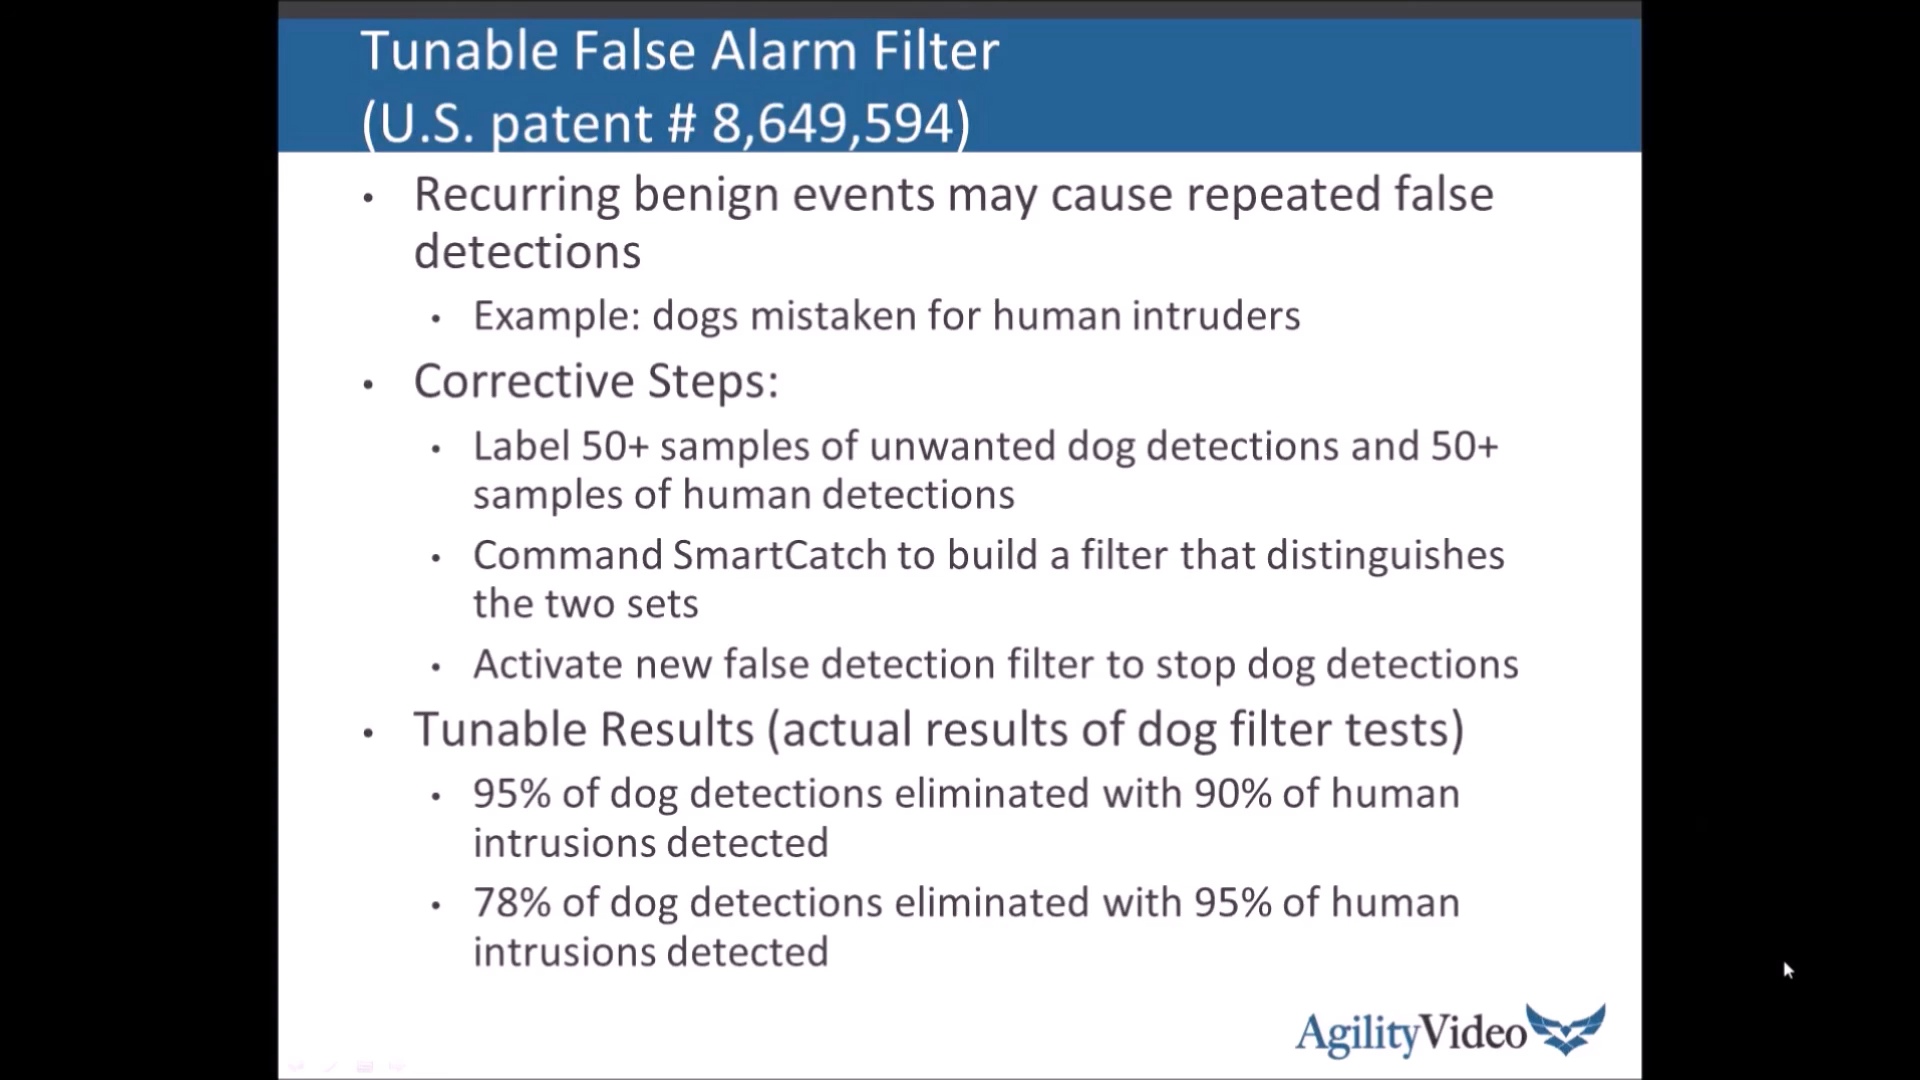 Tunable False Alarm Filter
(U.S. patent # 8,649,594)
• Recurring benign events may cause repeated false
detections
• Example: dogs mistaken for human intruders
• Corrective Steps:
• Label 50+ samples of unwanted dog detections and 50+
samples of human detections
• Command SmartCatch to build a filter that distinguishes
the two sets
• Activate new false detection filter to stop dog detections
• Tunable Results (actual results of dog filter tests)
• 95% of dog detections eliminated with 90% of human
intrusions detected
• 78% of dog detections eliminated with 95% of human
intrusions detected
AgilityVideo